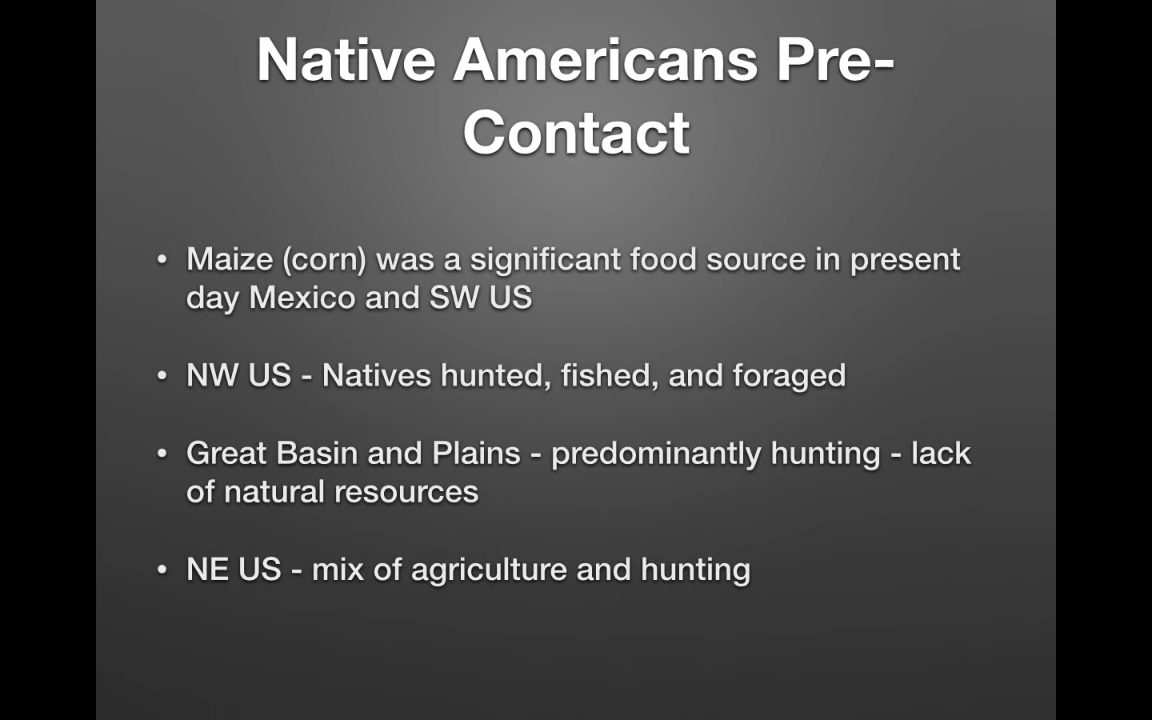 Native Americans Pre-
Contact
• Maize (corn) was a significant food source in present
day Mexico and SW US
• NW US - Natives hunted, fished, and foraged
• Great Basin and Plains - predominantly hunting - lack
of natural resources
• NE US - mix of agriculture and hunting